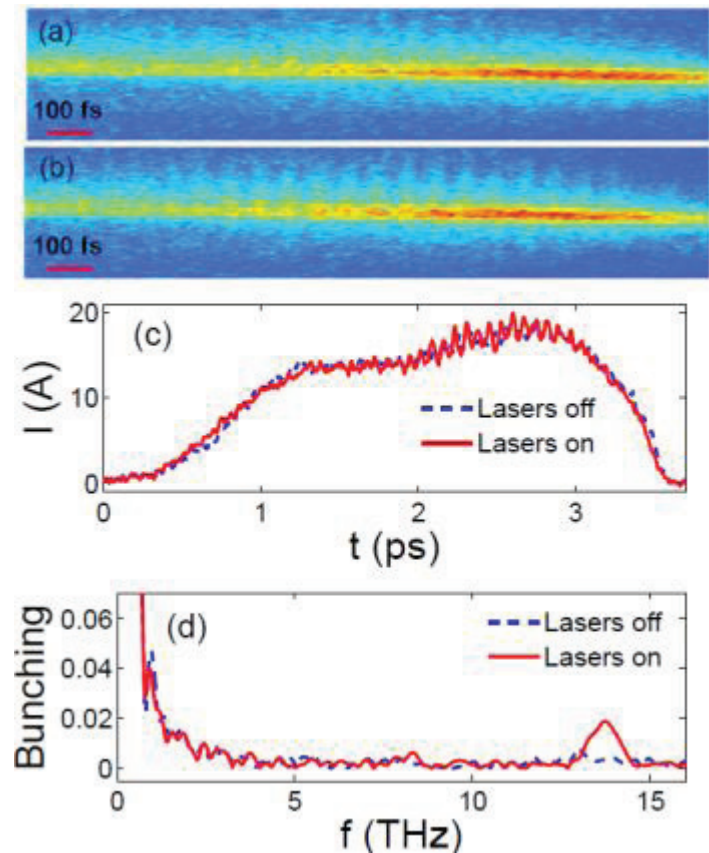 (a)
100 fs
(b)
100 fs
20
(c)
I (A)
10
Lasers off
Lasers on
0
0 1 2 3
t (ps)
0.06
(d)
Lasers off
Lasers on
0.04
Bunching
0.02
0
0 5 10 15
f (THz)